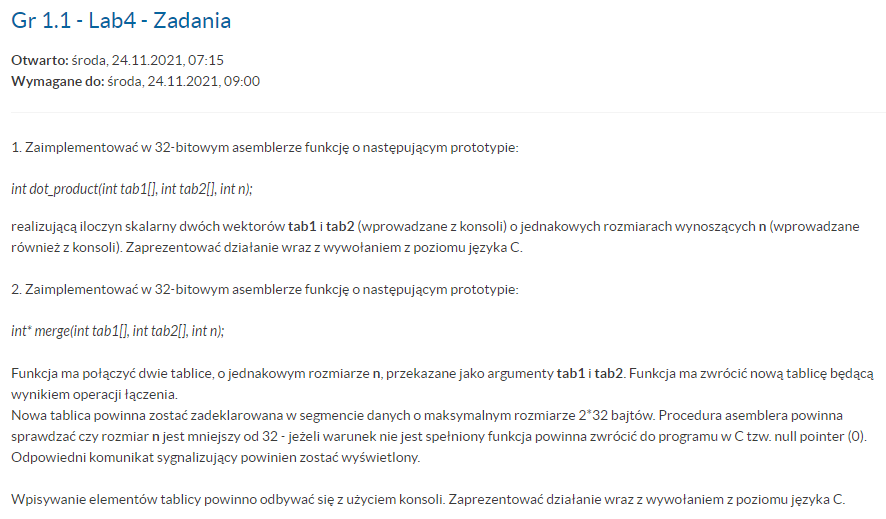 Gr 1.1 - Lab4 - Zadania
Otwarto: środa, 24.11.2021, 07:15
Wymagane do: środa, 24.11.2021, 09:00
1. Zaimplementować w 32-bitowym asemblerze funkcję o następującym prototypie:
int dot_product(int tab1[], int tab2[], int n);
realizującą iloczyn skalarny dwóch wektorów tab1 i tab2 (wprowadzane z konsoli) o jednakowych rozmiarach wynoszących n (wprowadzane
również z konsoli). Zaprezentować działanie wraz z wywołaniem z poziomu języka C.
2. Zaimplementować w 32-bitowym asemblerze funkcję o następującym prototypie:
int* merge(int tab1[], int tab2[], int n);
Funkcja ma połączyć dwie tablice, o jednakowym rozmiarze n, przekazane jako argumenty tab1 i tab2. Funkcja ma zwrócić nową tablicę będącą
wynikiem operacji łączenia.
Nowa tablica powinna zostać zadeklarowana w segmencie danych o maksymalnym rozmiarze 2*32 bajtów. Procedura asemblera powinna
sprawdzać czy rozmiar n jest mniejszy od 32 - jeżeli warunek nie jest spełniony funkcja powinna zwrócić do programu w C tzw. null pointer (0).
Odpowiedni komunikat sygnalizujący powinien zostać wyświetlony.
Wpisywanie elementów tablicy powinno odbywać się z użyciem konsoli. Zaprezentować działanie wraz z wywołaniem z poziomu języka C.